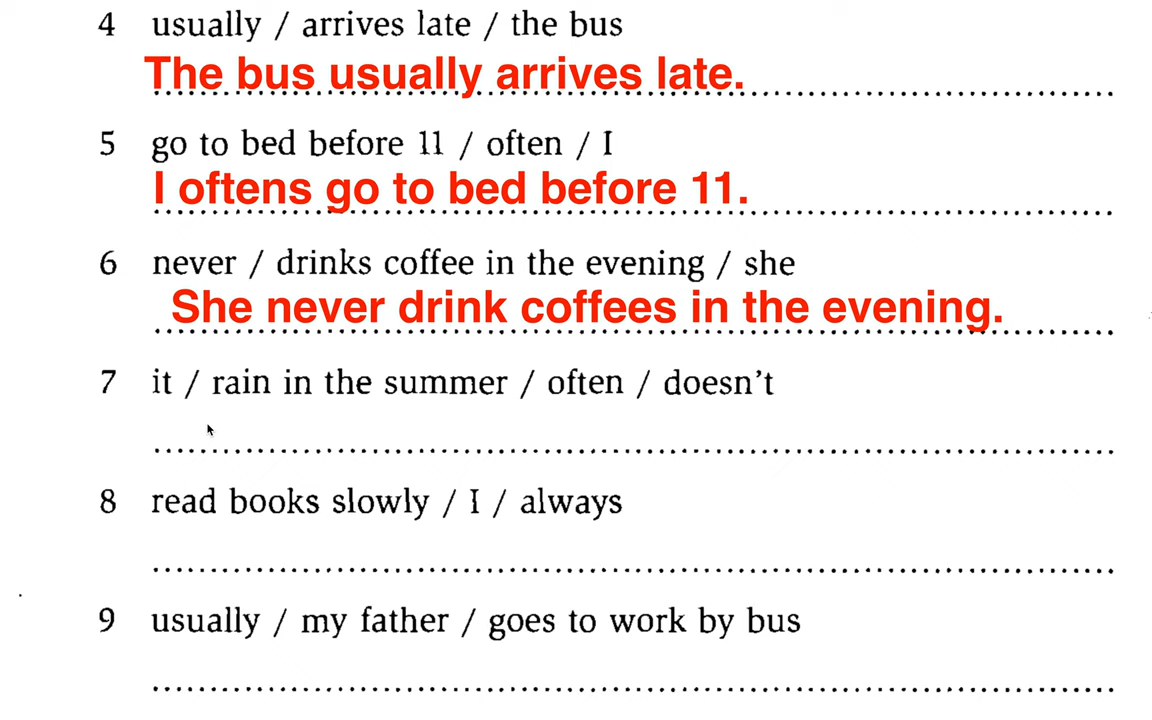 4 usually / arrives late / the bus
The bus usually arrives late.
5 go to bed before 11 / often / I
I oftens go to bed before 11.
6 never / drinks coffee in the evening / she
She never drink coffees in the evening.
7 it / rain in the summer / often / doesn't
8 read books slowly / I / always
9 usually / my father / goes to work by bus